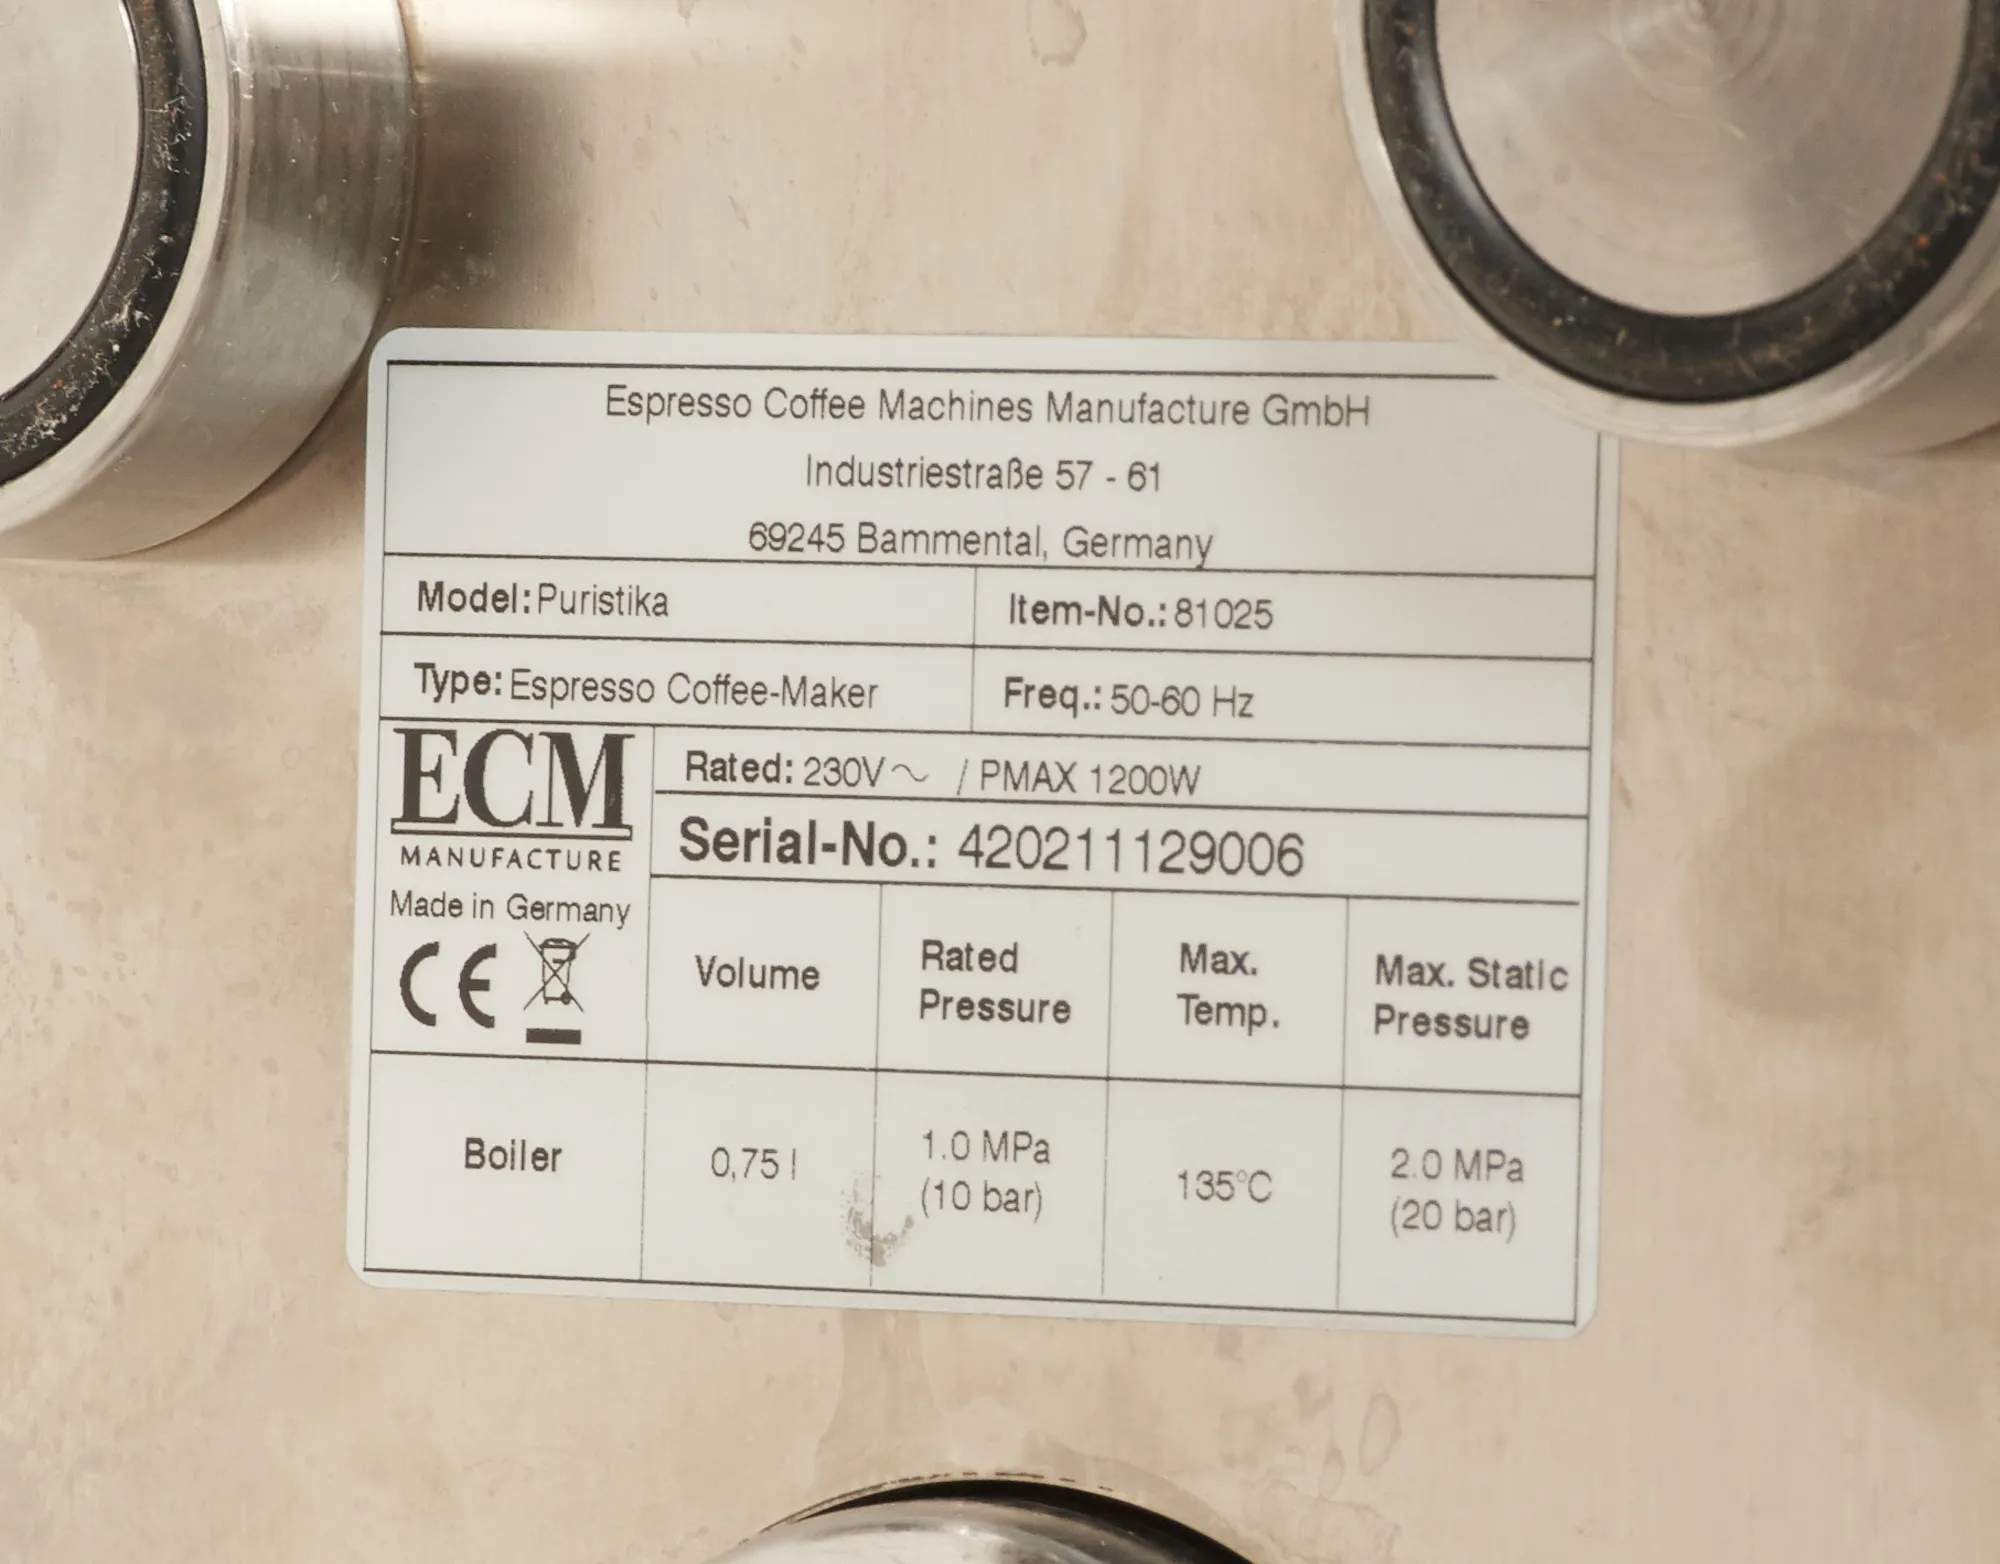 Espresso Coffee Machines Manufacture GmbH
Industriestraße 57 - 61
69245 Bammental, Germany
Model: Puristika
Item-No.: 81025
Type: Espresso Coffee-Maker
Freq.: 50-60 Hz
ECM
MANUFACTURE
Made in Germany
CE
Rated: 230V~ / PMAX 1200W
Serial-No.: 420211129006
Volume
Rated
Pressure
Max.
Temp.
Max. Static
Pressure
Boiler
0,75 l
1.0 MPa
(10 bar)
135°C
2.0 MPa
(20 bar)